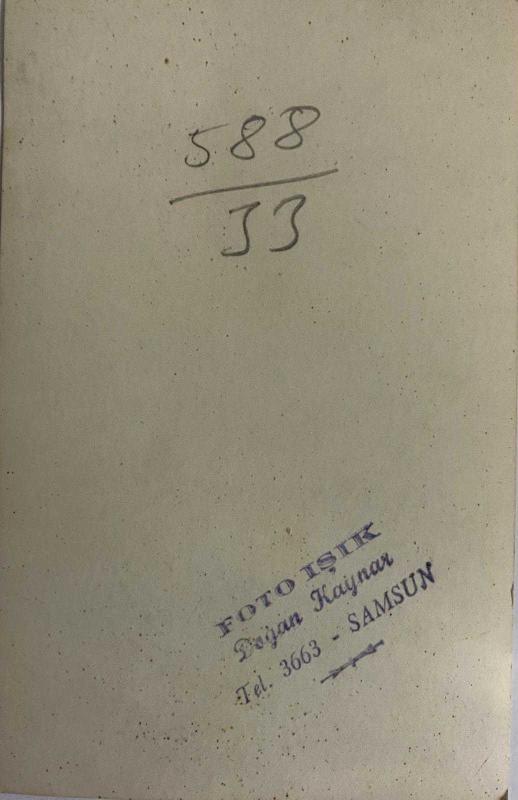 588
33
FOTO IŞIK
Doğan Kaynar
Tel. 3663 - SAMSUN